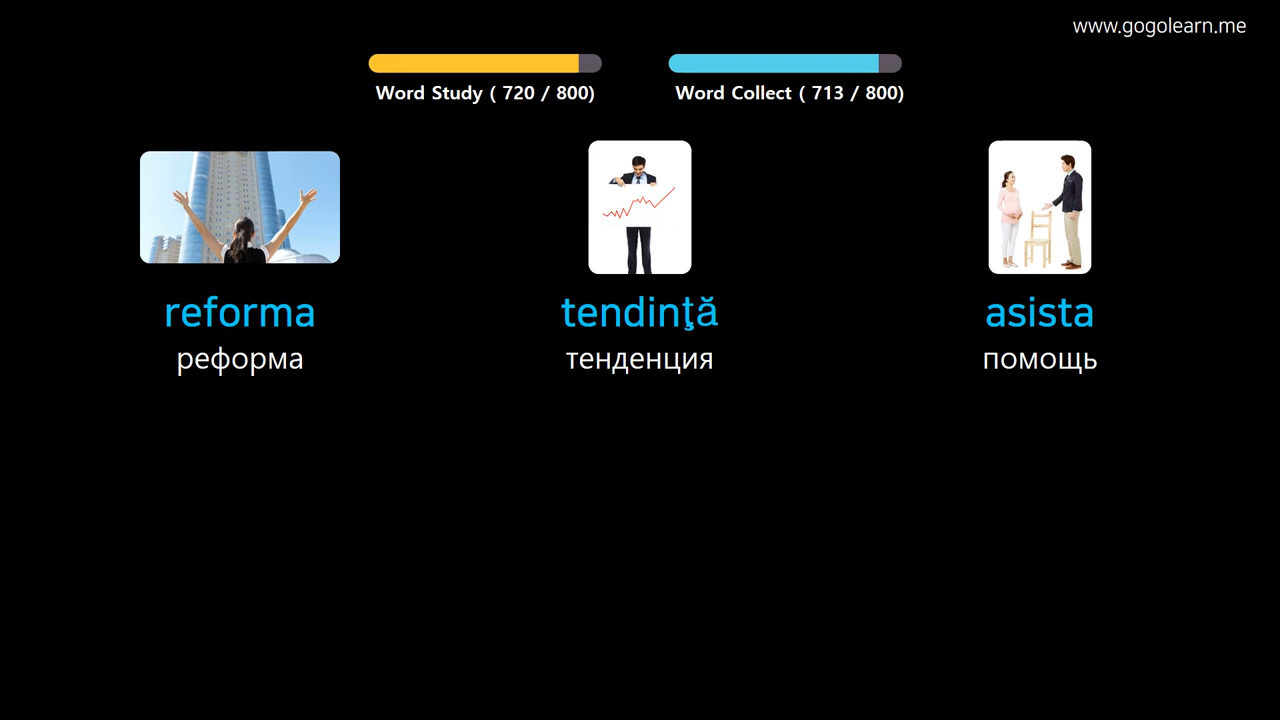 www.gogolearn.me
Word Study ( 720 / 800)
Word Collect ( 713 / 800)
reforma
реформа
tendinţă
тенденция
asista
помощь